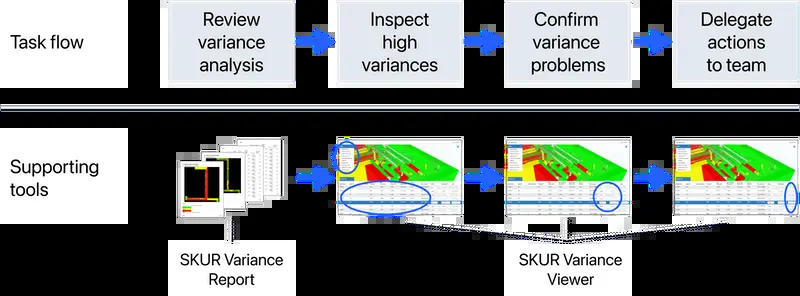 Task flow
Review
variance
analysis
Inspect
high
variances
Confirm
variance
problems
Delegate
actions
to team
Supporting
tools
SKUR Variance
Report
SKUR Variance
Viewer